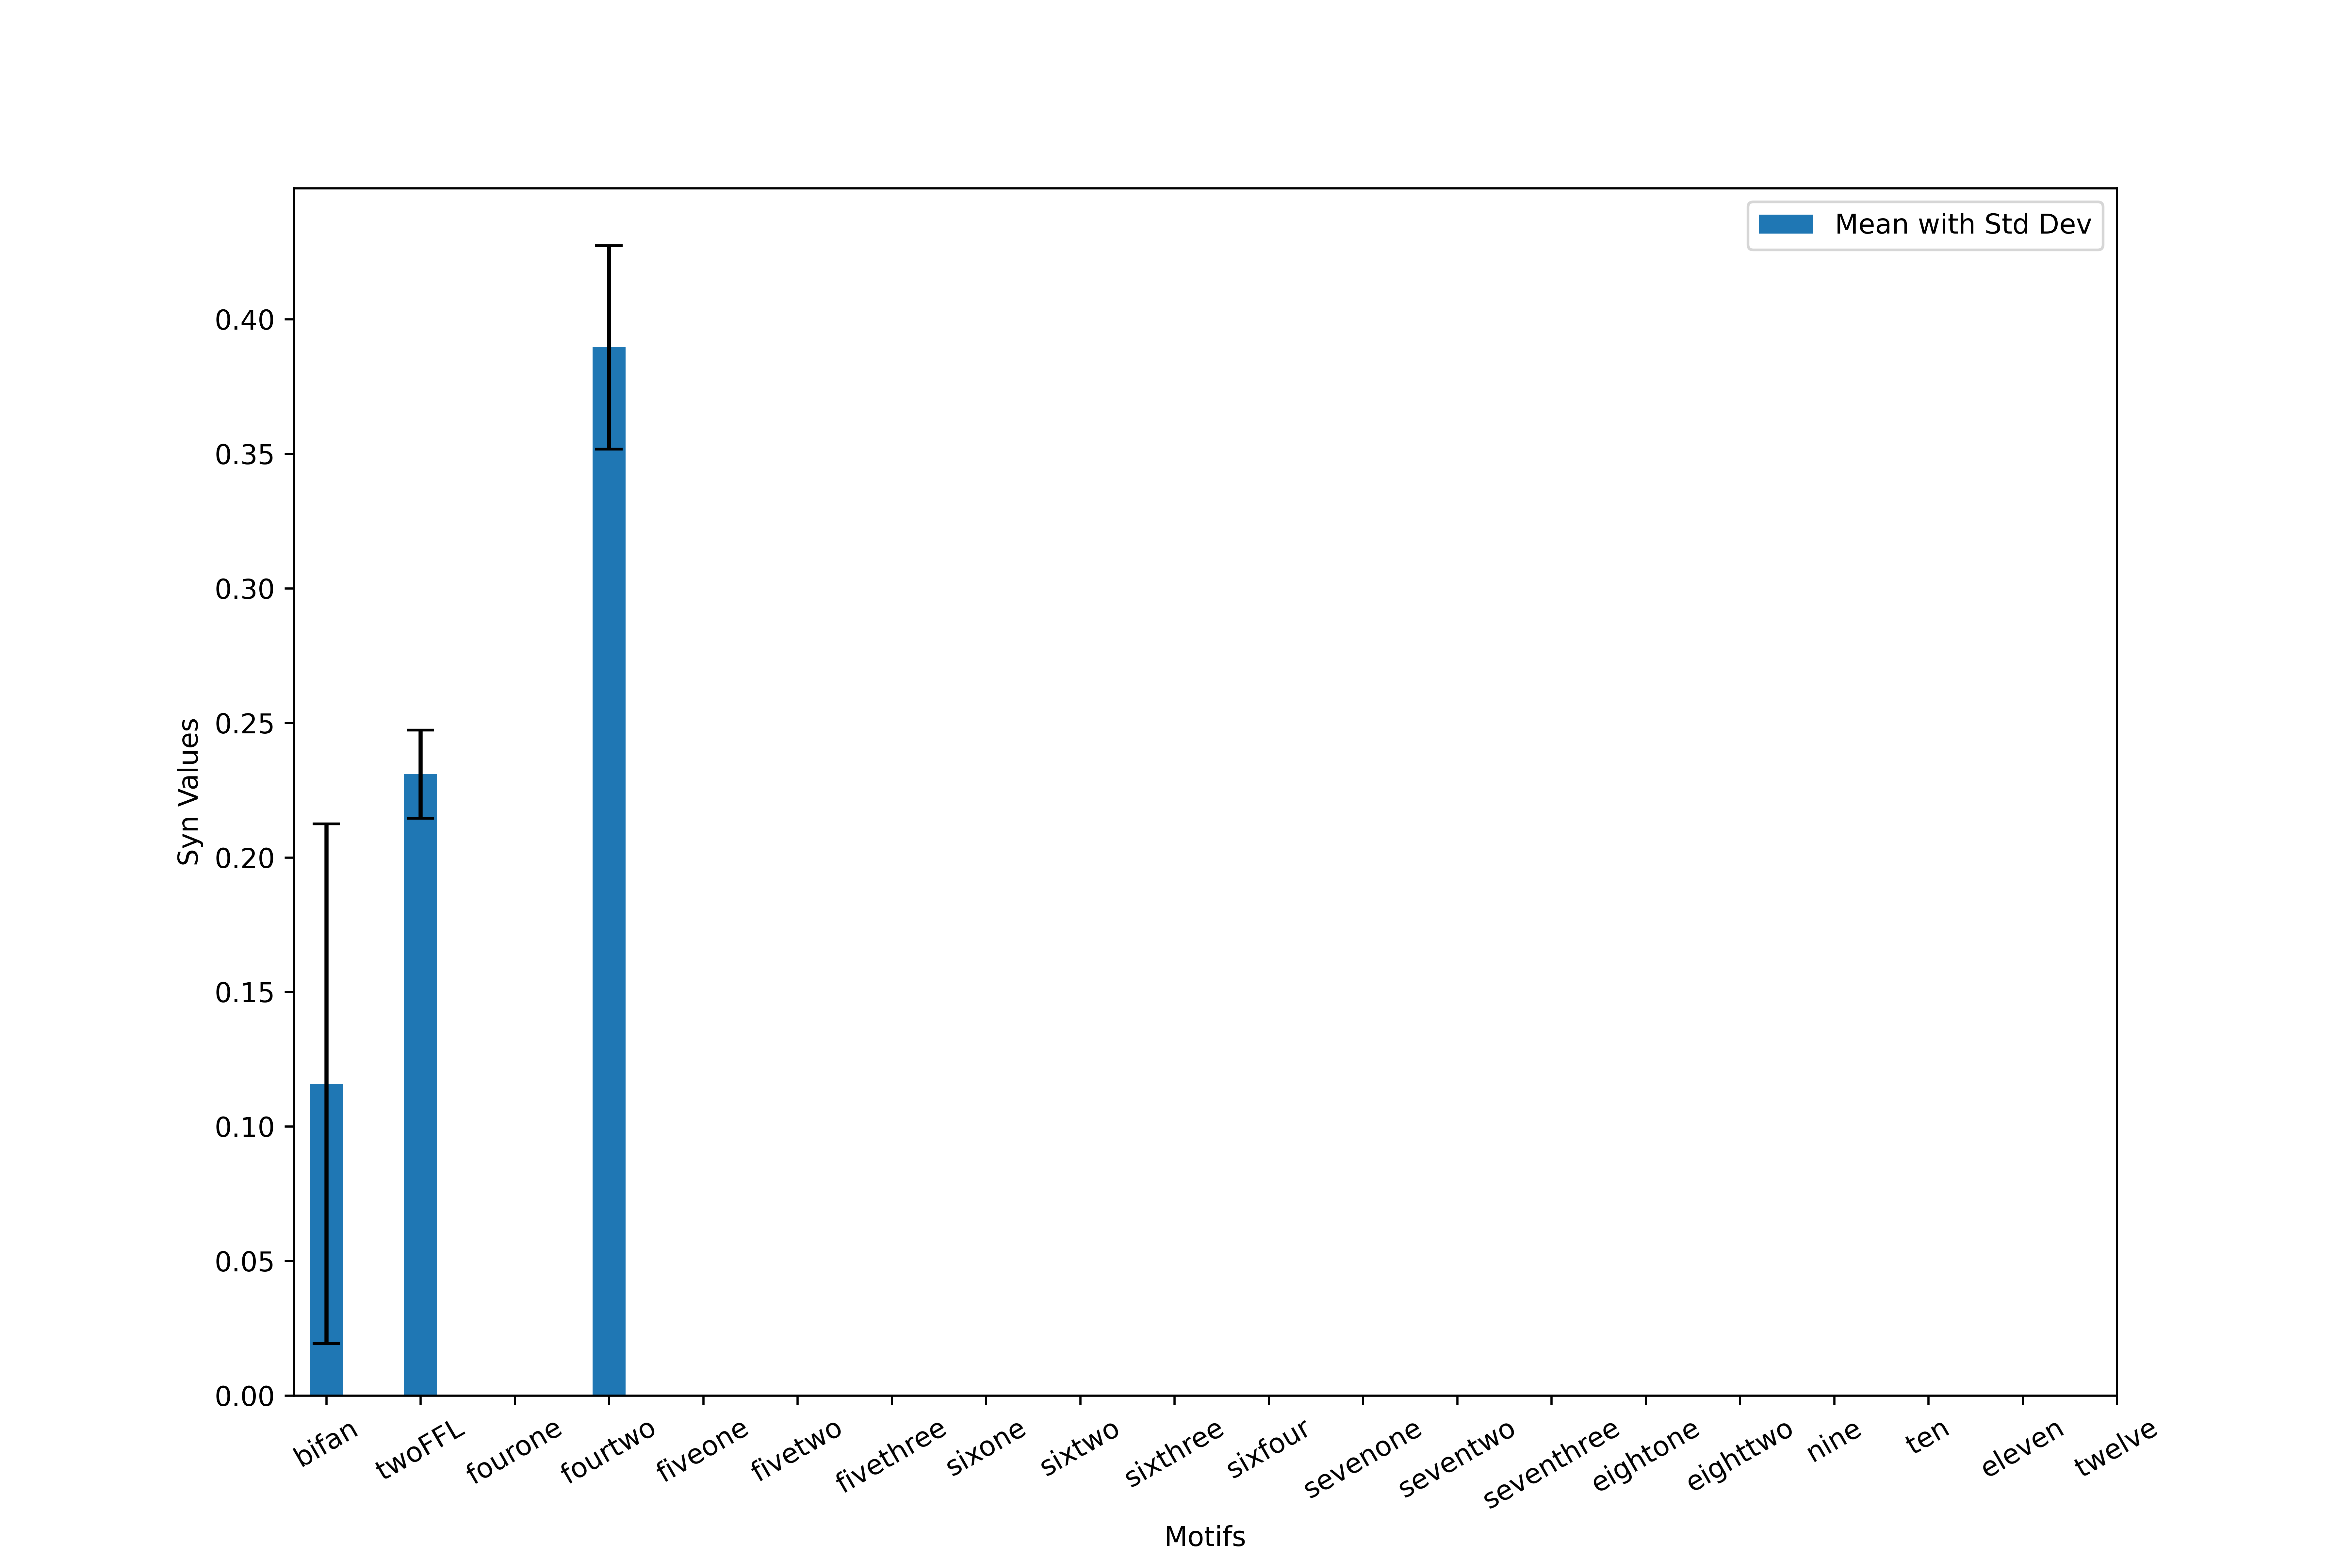 Mean with Std Dev
0.40
0.35
0.30
0.25
0.20
0.15
0.10
0.05
0.00
Syn Values
bifan
twoFFL
fourone
fourtwo
fiveone
fivetwo
fivethree
sixone
sixtwo
sixthree
sixfour
sevenone
seventwo
seventhree
eightone
eighttwo
nine
ten
eleven
twelve
Motifs